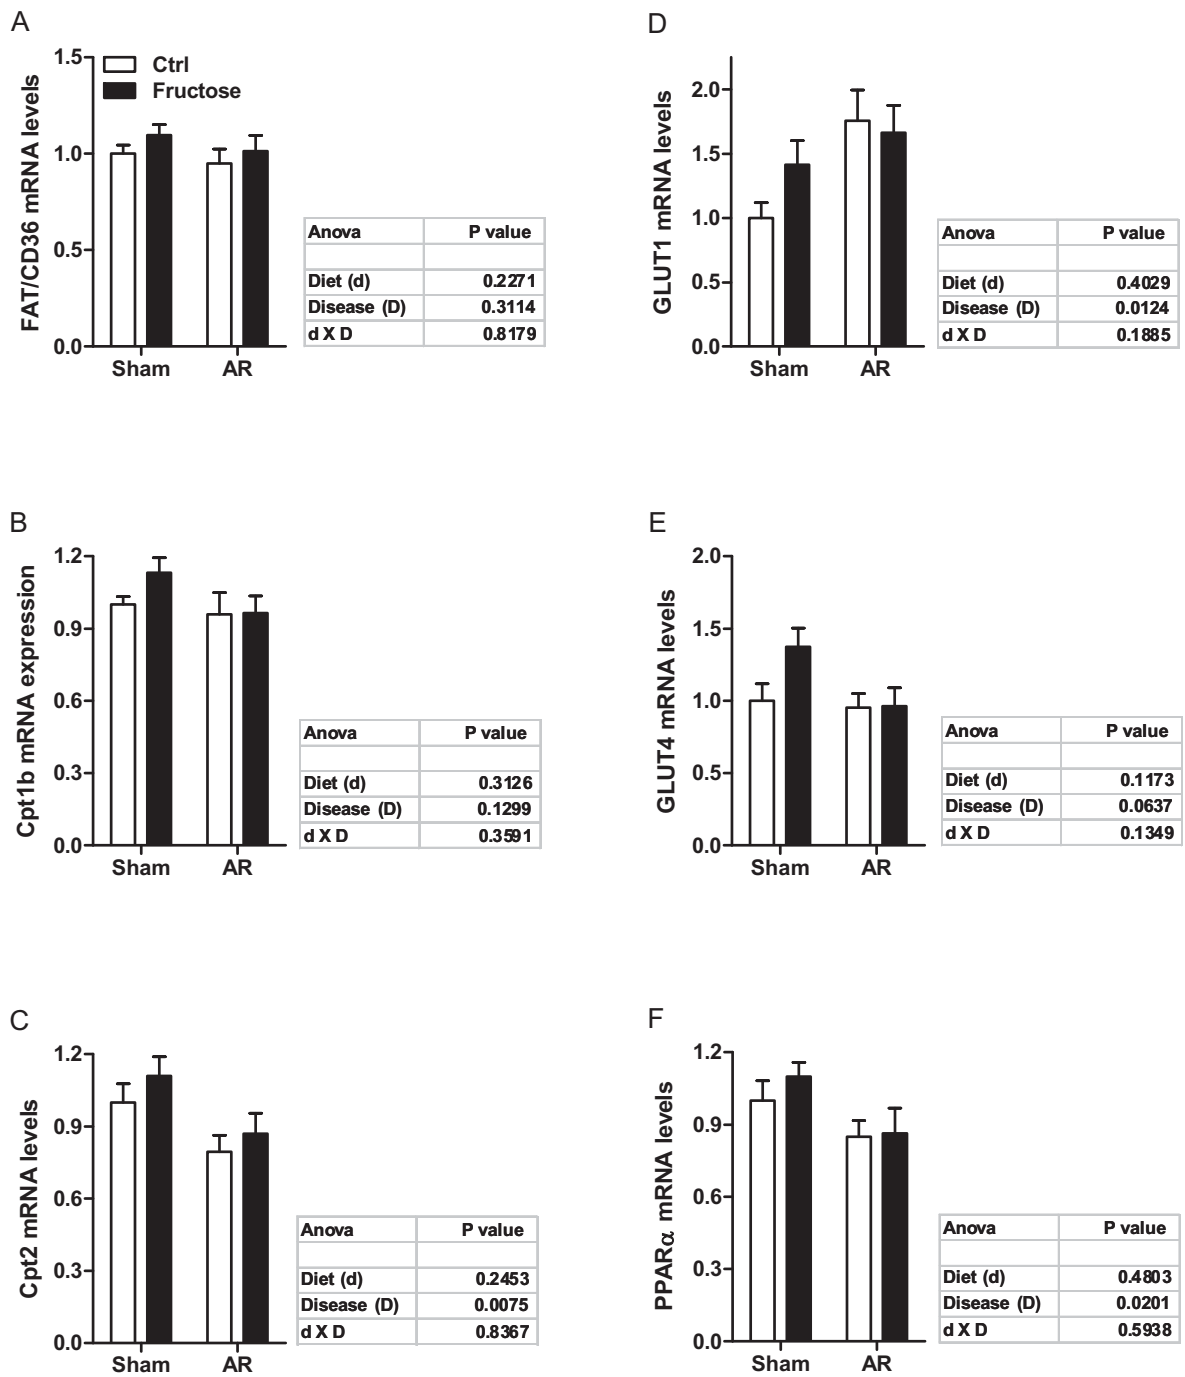 A
FAT/CD36 mRNA levels
1.5
1.0
0.5
0.0
Ctrl
Fructose
Sham AR
Anova P value
Diet (d) 0.2271
Disease (D) 0.3114
d X D 0.8179
D
GLUT1 mRNA levels
2.0
1.5
1.0
0.5
0.0
Sham AR
Anova P value
Diet (d) 0.4029
Disease (D) 0.0124
d X D 0.1885
B
Cpt1b mRNA expression
1.2
0.9
0.6
0.3
0.0
Sham AR
Anova P value
Diet (d) 0.3126
Disease (D) 0.1299
d X D 0.3591
E
GLUT4 mRNA levels
2.0
1.5
1.0
0.5
0.0
Sham AR
Anova P value
Diet (d) 0.1173
Disease (D) 0.0637
d X D 0.1349
C
Cpt2 mRNA levels
1.2
0.9
0.6
0.3
0.0
Sham AR
Anova P value
Diet (d) 0.2453
Disease (D) 0.0075
d X D 0.8367
F
PPARα mRNA levels
1.2
0.9
0.6
0.3
0.0
Sham AR
Anova P value
Diet (d) 0.4803
Disease (D) 0.0201
d X D 0.5938